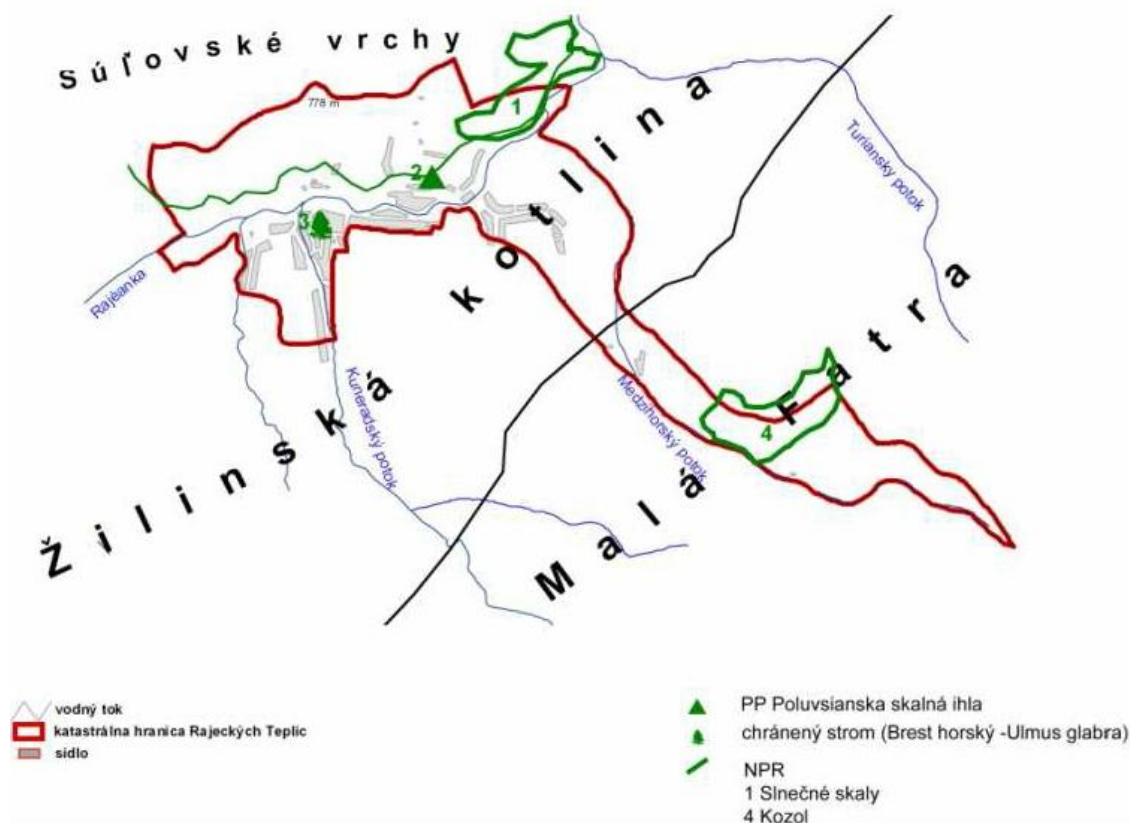 Súľovské vrchy
778 m
1
2
3
Turiansky potok
Rajéanka
Kuneradský potok
Medzihorský potok
4
Žilinská kotlina
Malá Fatra
vodný tok
katastrálna hranica Rajeckých Teplíc
sídlo
PP Poluvsianska skalná ihla
chránený strom (Brest horský -Ulmus glabra)
NPR
1 Slnečné skaly
4 Kozol